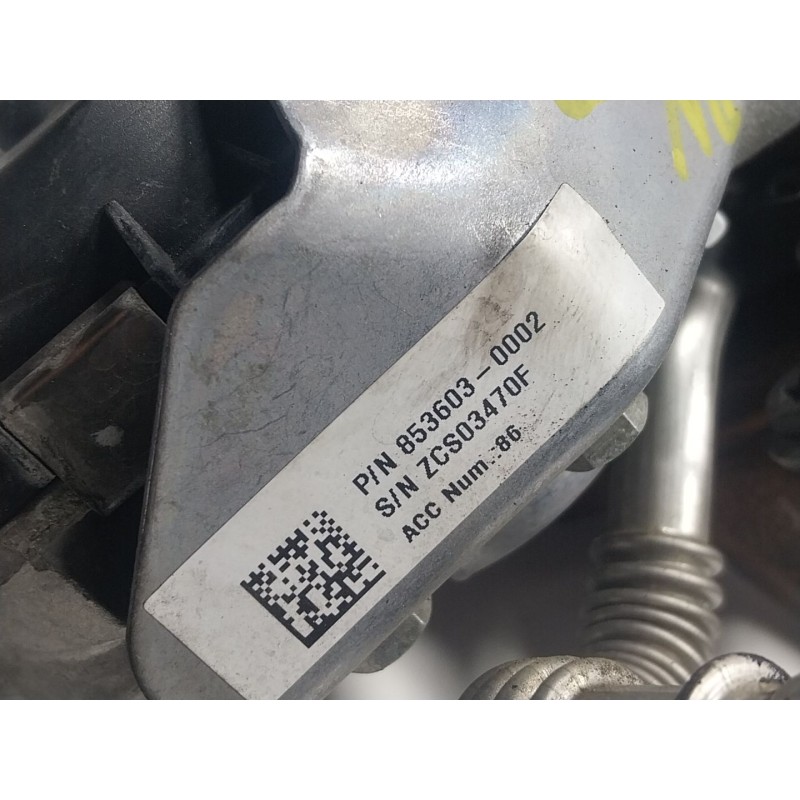 P/N 853603-0002
S/N ZCS03470F
ACC Num.:86